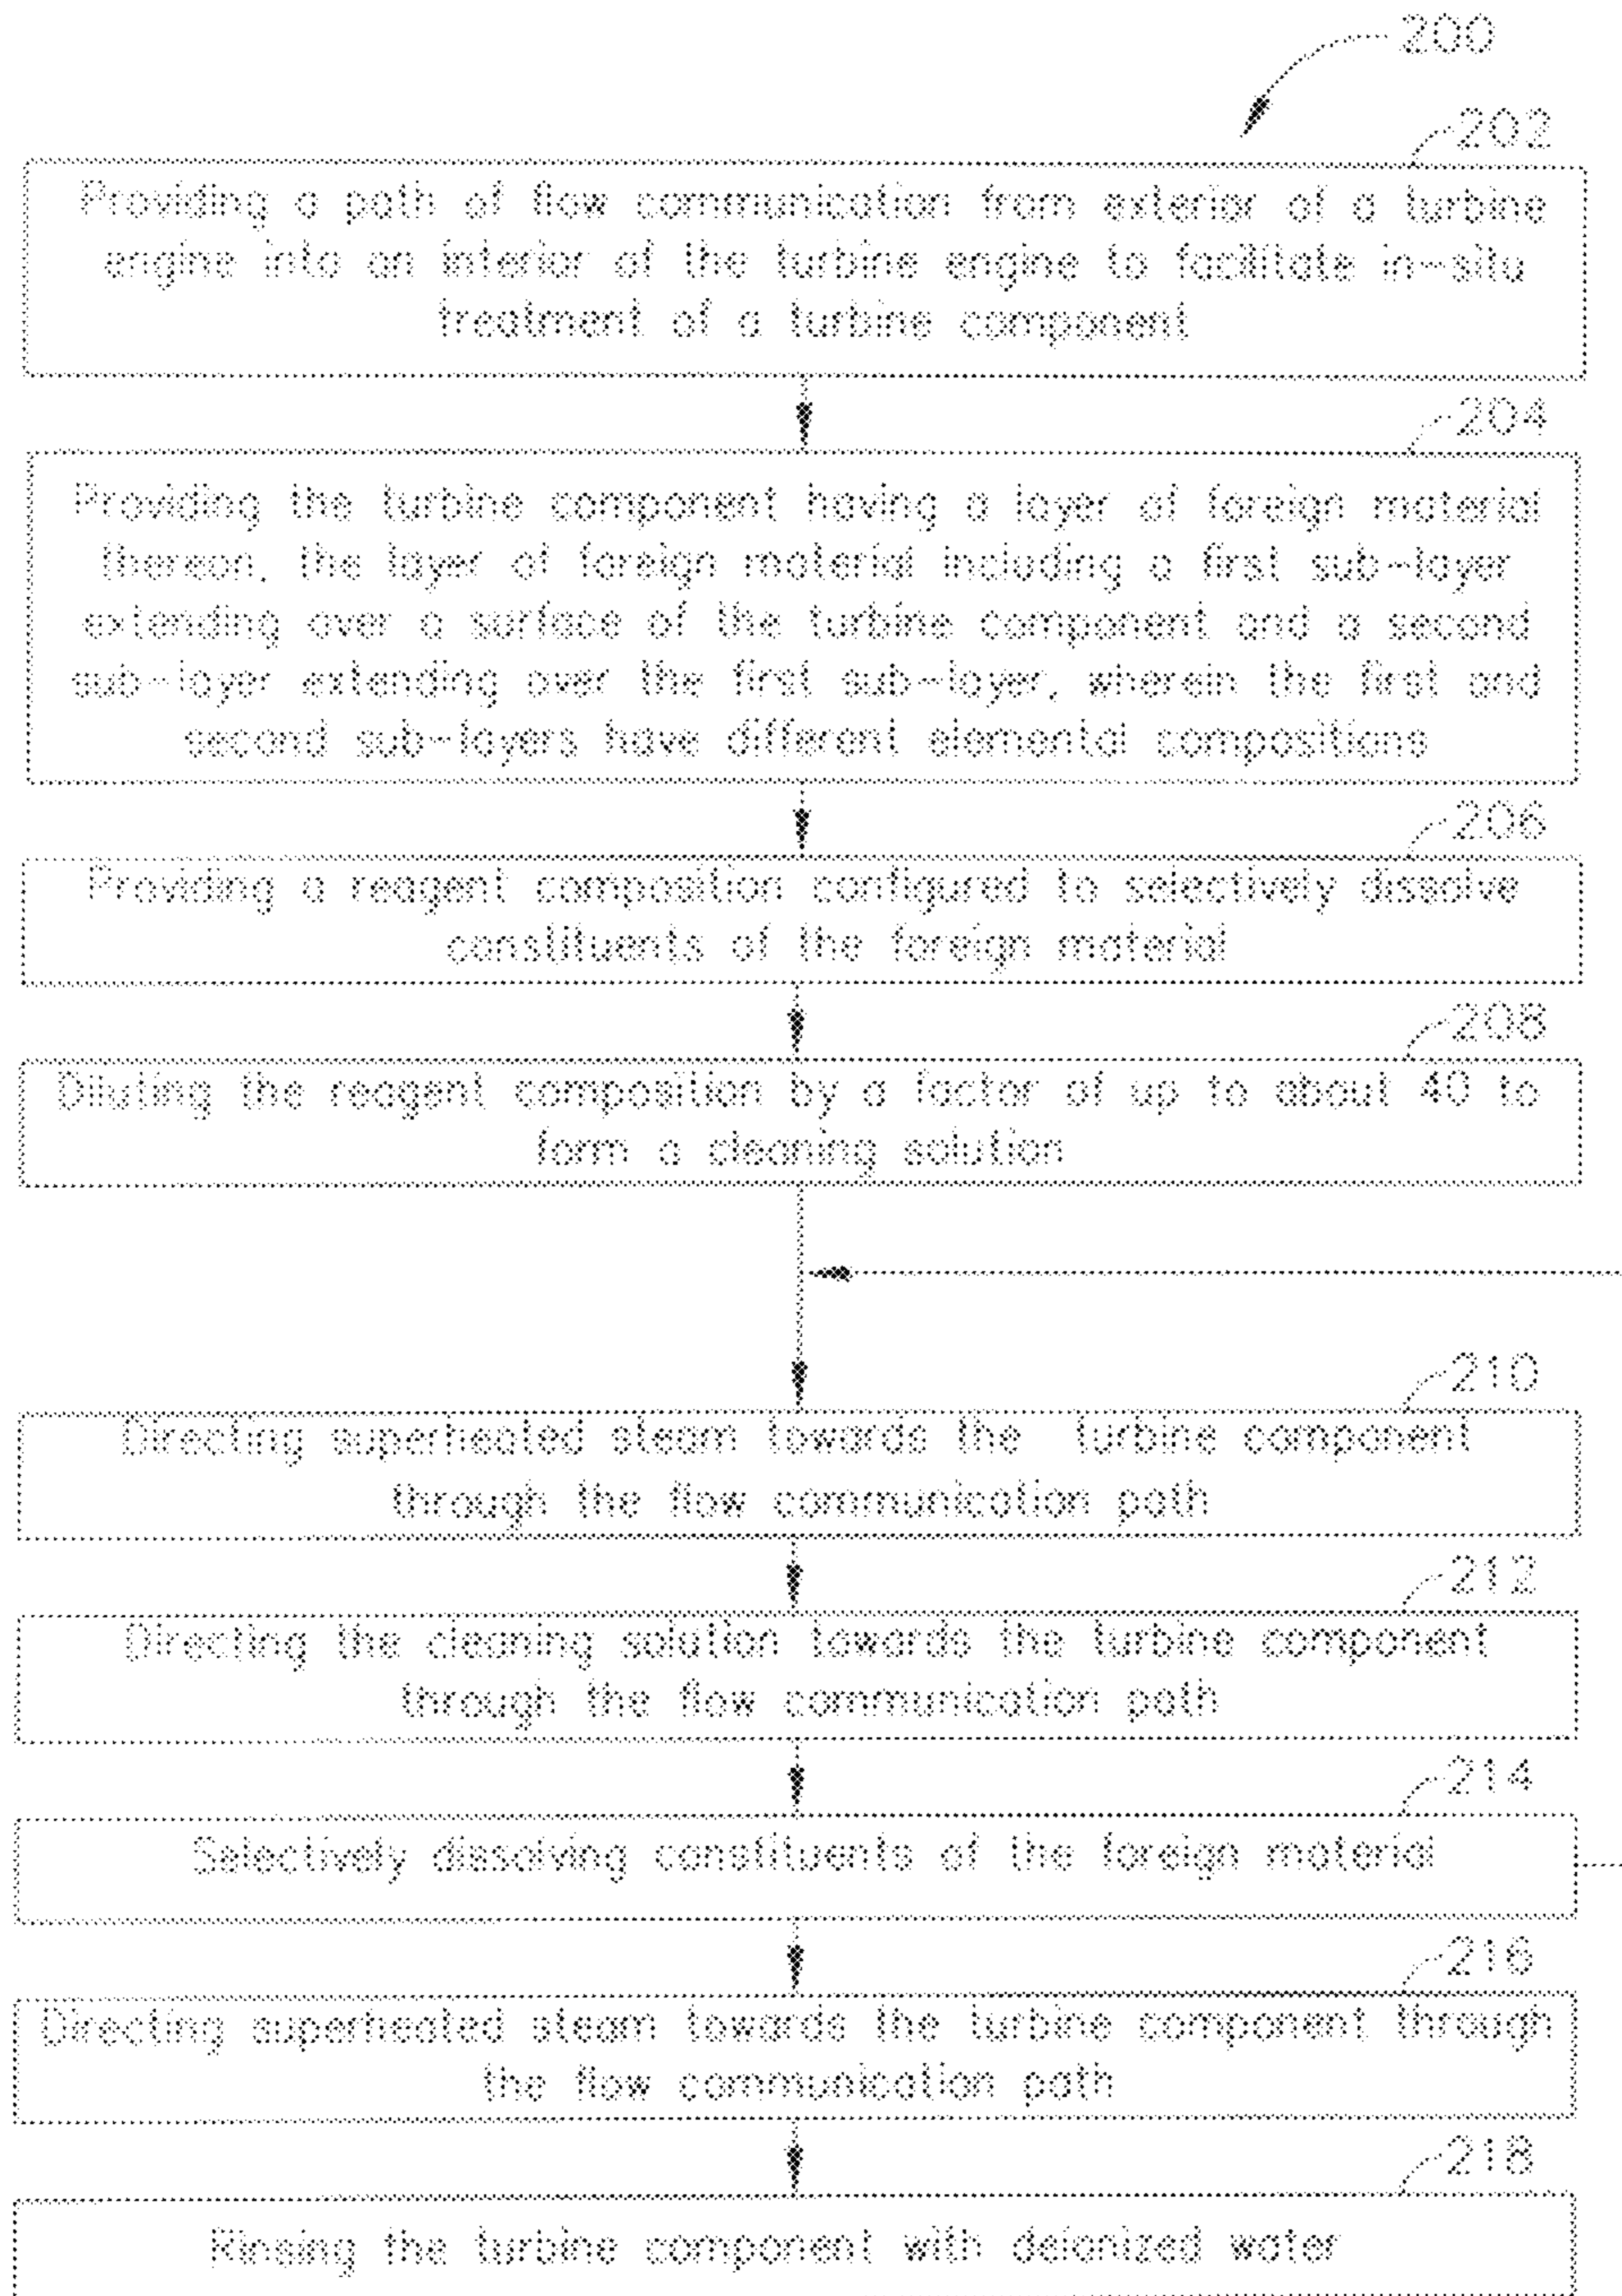 200
202
Providing a path of flow communication from exterior of a turbine
engine into an interior of the turbine engine to facilitate in-situ
treatment of a turbine component
204
Providing the turbine component having a layer of foreign material
thereon, the layer of foreign material including a first sub-layer
extending over a surface of the turbine component and a second
sub-layer extending over the first sub-layer, wherein the first and
second sub-layers have different elemental compositions
206
Providing a reagent composition configured to selectively dissolve
constituents of the foreign material
208
Diluting the reagent composition by a factor of up to about 40 to
form a cleaning solution
210
Directing superheated steam towards the turbine component
through the flow communication path
212
Directing the cleaning solution towards the turbine component
through the flow communication path
214
Selectively dissolving constituents of the foreign material
216
Directing superheated steam towards the turbine component through
the flow communication path
218
Rinsing the turbine component with deionized water